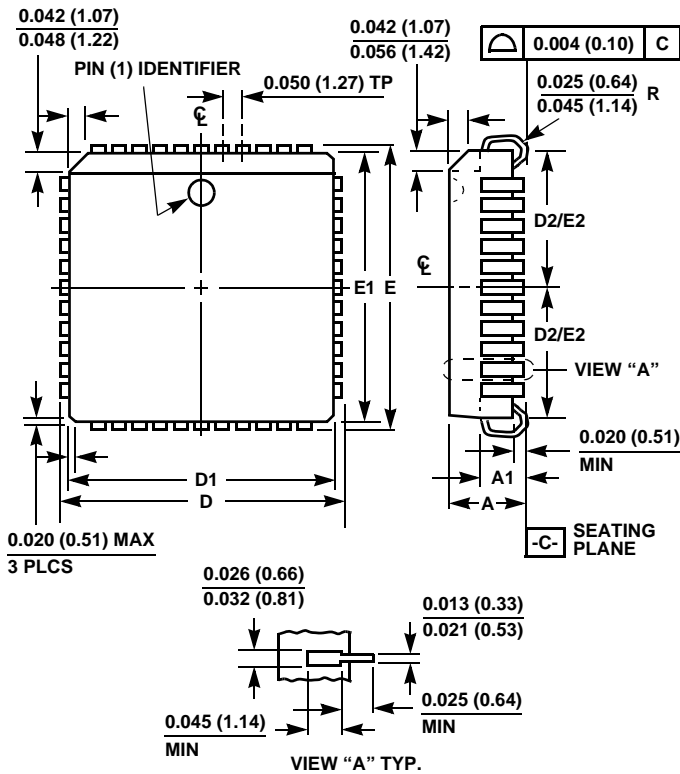 0.042 (1.07)
0.048 (1.22)
PIN (1) IDENTIFIER
0.050 (1.27) TP
℄
0.042 (1.07)
0.056 (1.42)
0.004 (0.10) C
0.025 (0.64)
0.045 (1.14)
R
D2/E2
℄
E1
E
D2/E2
VIEW “A”
0.020 (0.51)
MIN
D1
D
A1
A
0.020 (0.51) MAX
3 PLCS
-C-
SEATING
PLANE
0.026 (0.66)
0.032 (0.81)
0.013 (0.33)
0.021 (0.53)
0.025 (0.64)
MIN
0.045 (1.14)
MIN
VIEW “A” TYP.